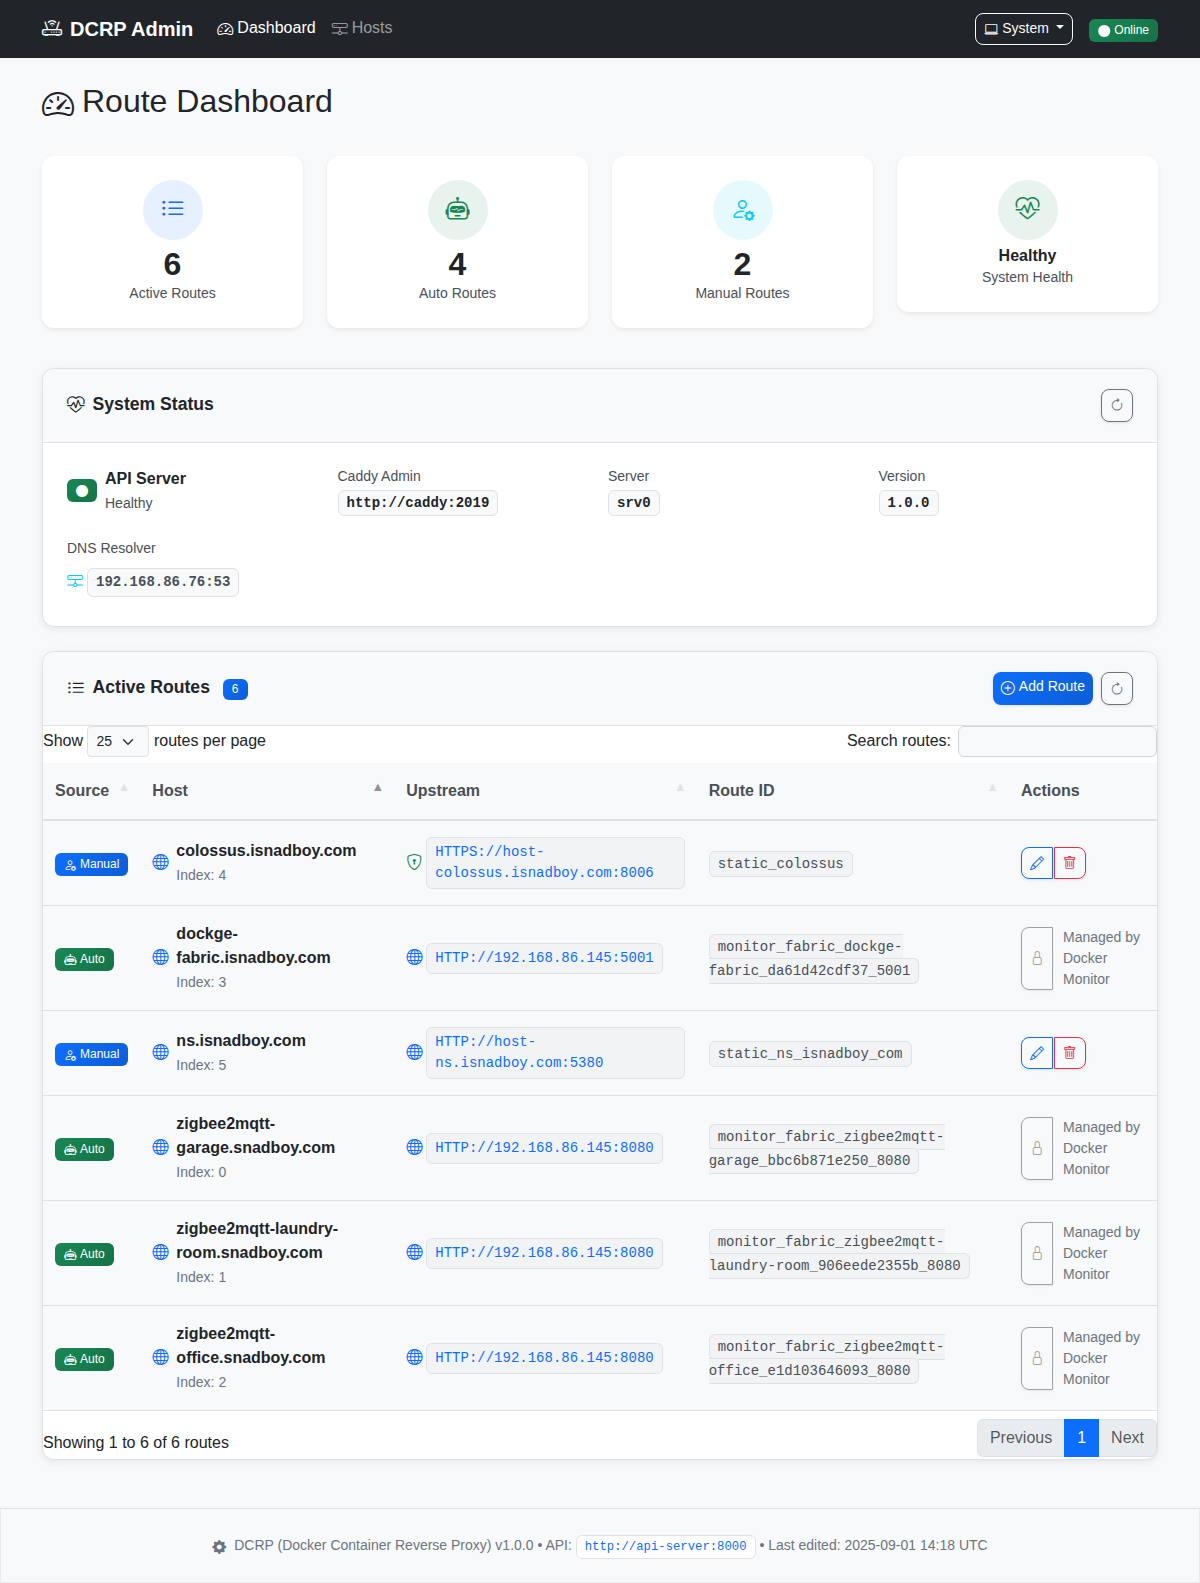 DCRP Admin Dashboard Hosts System Online
Route Dashboard
6
Active Routes
4
Auto Routes
2
Manual Routes
Healthy
System Health
System Status
API Server
Healthy
Caddy Admin
http://caddy:2019
Server
srv0
Version
1.0.0
DNS Resolver
192.168.86.76:53
Active Routes 6 Add Route
Show 25 routes per page Search routes:
Source Host Upstream Route ID Actions
Manual
colossus.isnadboy.com
Index: 4
HTTPS://host-
colossus.isnadboy.com:8006
static_colossus
Auto
dockge-
fabric.isnadboy.com
Index: 3
HTTP://192.168.86.145:5001
monitor_fabric_dockge-
fabric_da61d42cdf37_5001
Managed by
Docker
Monitor
Manual
ns.isnadboy.com
Index: 5
HTTP://host-
ns.isnadboy.com:5380
static_ns_isnadboy_com
Auto
zigbee2mqtt-
garage.snadboy.com
Index: 0
HTTP://192.168.86.145:8080
monitor_fabric_zigbee2mqtt-
garage_bbc6b871e250_8080
Managed by
Docker
Monitor
Auto
zigbee2mqtt-laundry-
room.snadboy.com
Index: 1
HTTP://192.168.86.145:8080
monitor_fabric_zigbee2mqtt-
laundry-room_906eede2355b_8080
Managed by
Docker
Monitor
Auto
zigbee2mqtt-
office.snadboy.com
Index: 2
HTTP://192.168.86.145:8080
monitor_fabric_zigbee2mqtt-
office_e1d103646093_8080
Managed by
Docker
Monitor
Showing 1 to 6 of 6 routes
Previous 1 Next
DCRP (Docker Container Reverse Proxy) v1.0.0 • API: http://api-server:8000 • Last edited: 2025-09-01 14:18 UTC